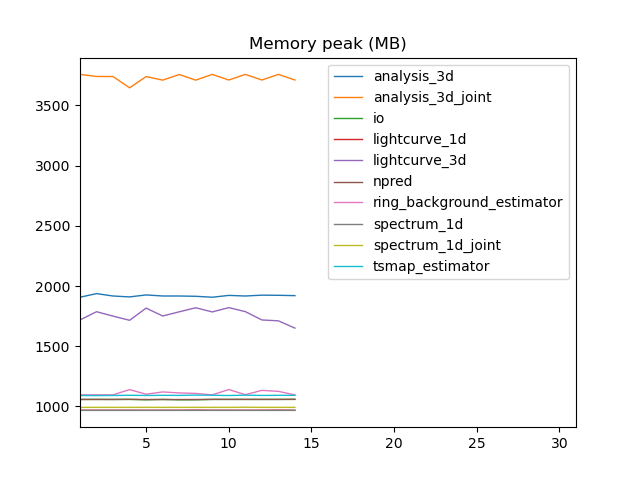 Memory peak (MB)
analysis_3d
analysis_3d_joint
io
lightcurve_1d
lightcurve_3d
npred
ring_background_estimator
spectrum_1d
spectrum_1d_joint
tsmap_estimator
3500
3000
2500
2000
1500
1000
5 10 15 20 25 30